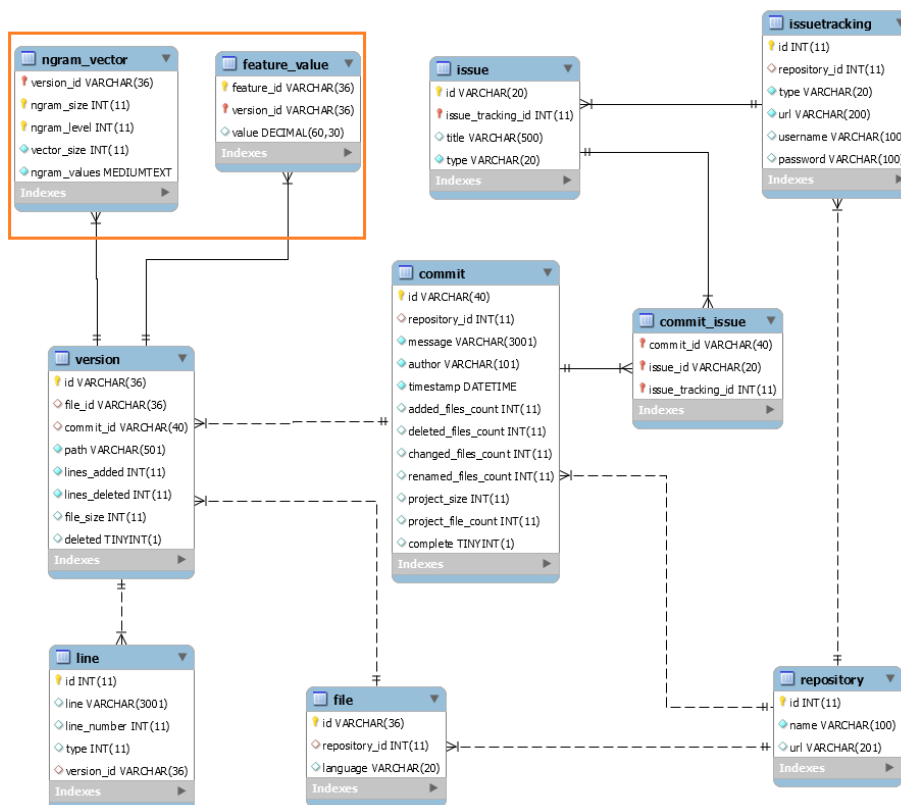 ngram_vector
version_id VARCHAR(36)
ngram_size INT(11)
ngram_level INT(11)
vector_size INT(11)
ngram_values MEDIUMTEXT
Indexes
feature_value
feature_id VARCHAR(36)
version_id VARCHAR(36)
value DECIMAL(60,30)
Indexes
issue
id VARCHAR(20)
issue_tracking_id INT(11)
title VARCHAR(500)
type VARCHAR(20)
Indexes
issuetracking
id INT(11)
repository_id INT(11)
type VARCHAR(20)
url VARCHAR(200)
username VARCHAR(100
password VARCHAR(100)
Indexes
commit
id VARCHAR(40)
repository_id INT(11)
message VARCHAR(3001)
author VARCHAR(101)
timestamp DATETIME
added_files_count INT(11)
deleted_files_count INT(11)
changed_files_count INT(11)
renamed_files_count INT(11)
project_size INT(11)
project_file_count INT(11)
complete TINYINT(1)
Indexes
commit_issue
commit_id VARCHAR(40)
issue_id VARCHAR(20)
issue_tracking_id INT(11)
Indexes
version
id VARCHAR(36)
file_id VARCHAR(36)
commit_id VARCHAR(40)
path VARCHAR(501)
lines_added INT(11)
lines_deleted INT(11)
file_size INT(11)
deleted TINYINT(1)
Indexes
line
id INT(11)
line VARCHAR(3001)
line_number INT(11)
type INT(11)
version_id VARCHAR(36)
Indexes
file
id VARCHAR(36)
repository_id INT(11)
language VARCHAR(20)
Indexes
repository
id INT(11)
name VARCHAR(100)
url VARCHAR(201)
Indexes